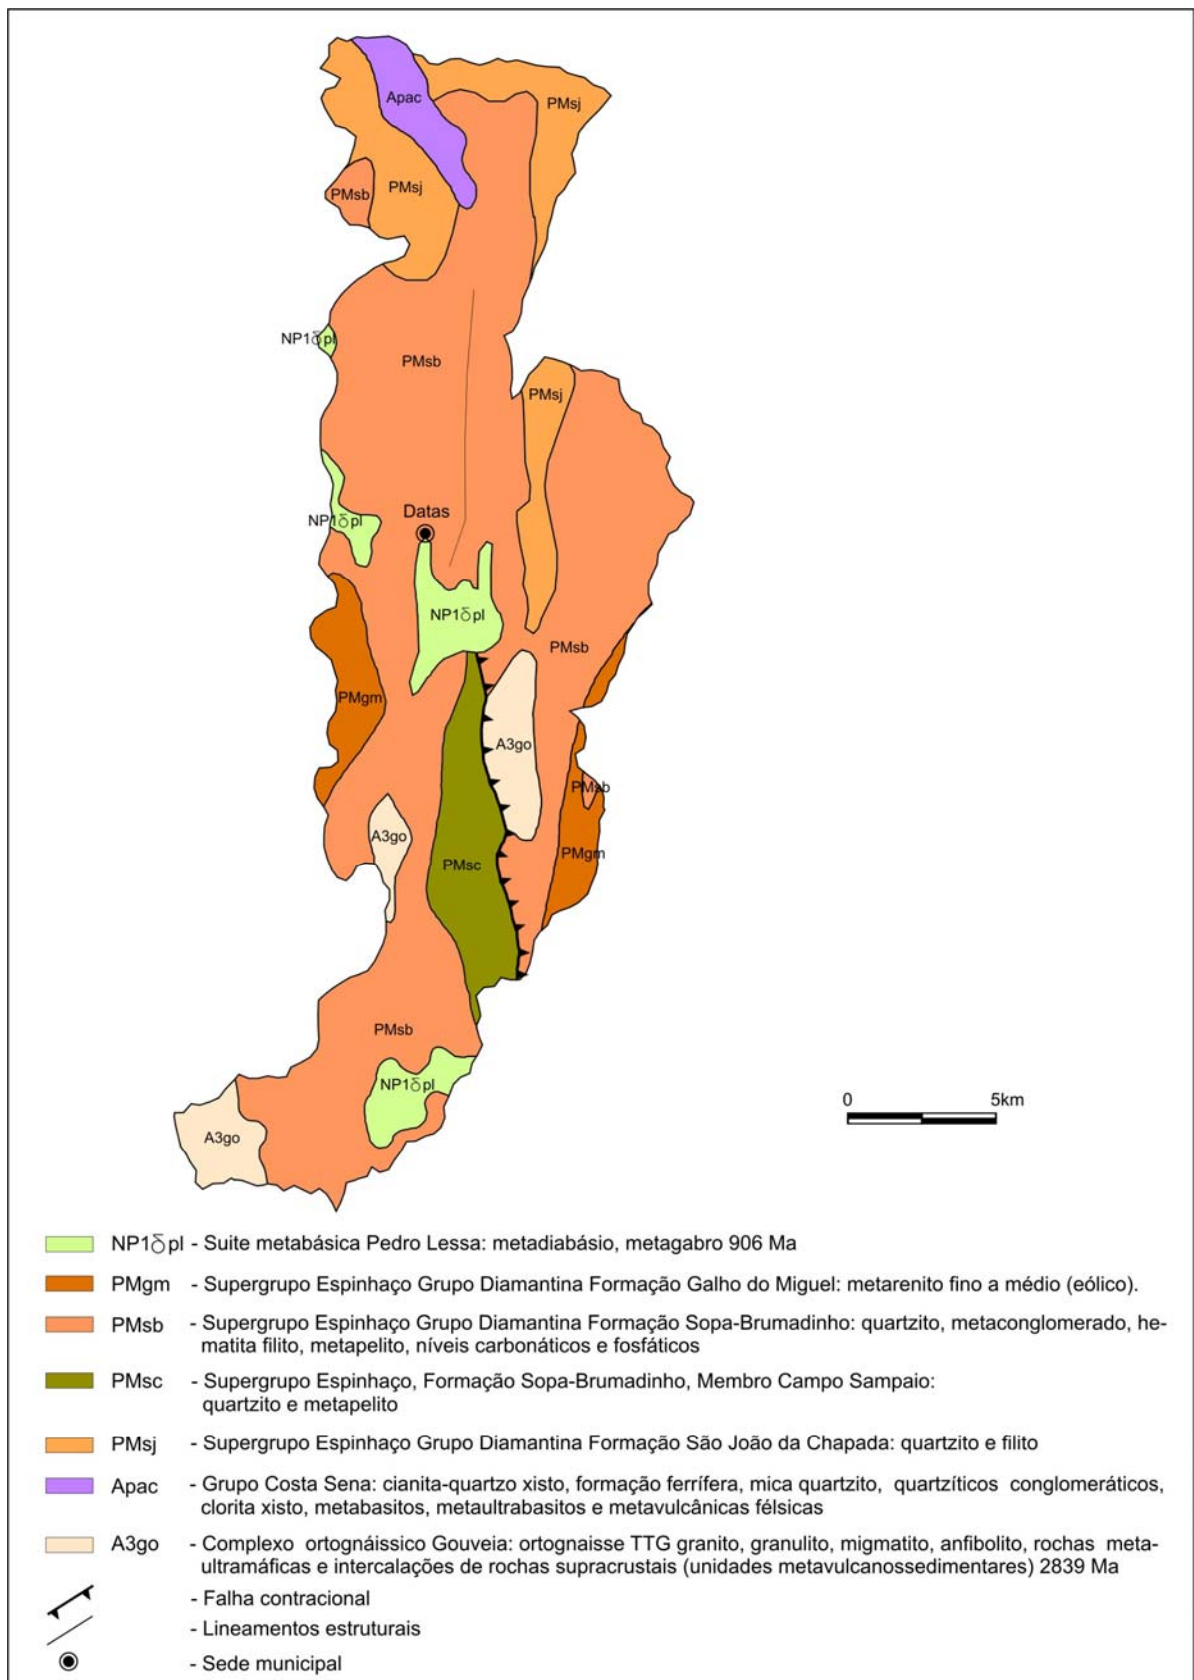 Apac
PMsj
PMsb
PMsj
NP1δpl
PMsb
PMsj
Datas
NP1δpl
NP1δpl
PMsb
PMgm
A3go
PMsb
A3go
PMsc
PMgm
PMsb
NP1δpl
0 5km
A3go
NP1δpl - Suite metabásica Pedro Lessa: metadiabásio, metagabro 906 Ma
PMgm - Supergrupo Espinhaço Grupo Diamantina Formação Galho do Miguel: metarenito fino a médio (eólico).
PMsb - Supergrupo Espinhaço Grupo Diamantina Formação Sopa-Brumadinho: quartzito, metaconglomerado, he-
matita filito, metapelito, níveis carbonáticos e fosfáticos
PMsc - Supergrupo Espinhaço, Formação Sopa-Brumadinho, Membro Campo Sampaio:
quartzito e metapelito
PMsj - Supergrupo Espinhaço Grupo Diamantina Formação São João da Chapada: quartzito e filito
Apac - Grupo Costa Sena: cianita-quartzo xisto, formação ferrífera, mica quartzito, quartzíticos conglomeráticos,
clorita xisto, metabasitos, metaultrabasitos e metavulcânicas félsicas
A3go - Complexo ortognáissico Gouveia: ortognaisse TTG granito, granulito, migmatito, anfibolito, rochas meta-
ultramáficas e intercalações de rochas supracrustais (unidades metavulcanossedimentares) 2839 Ma
- Falha contracional
- Lineamentos estruturais
- Sede municipal